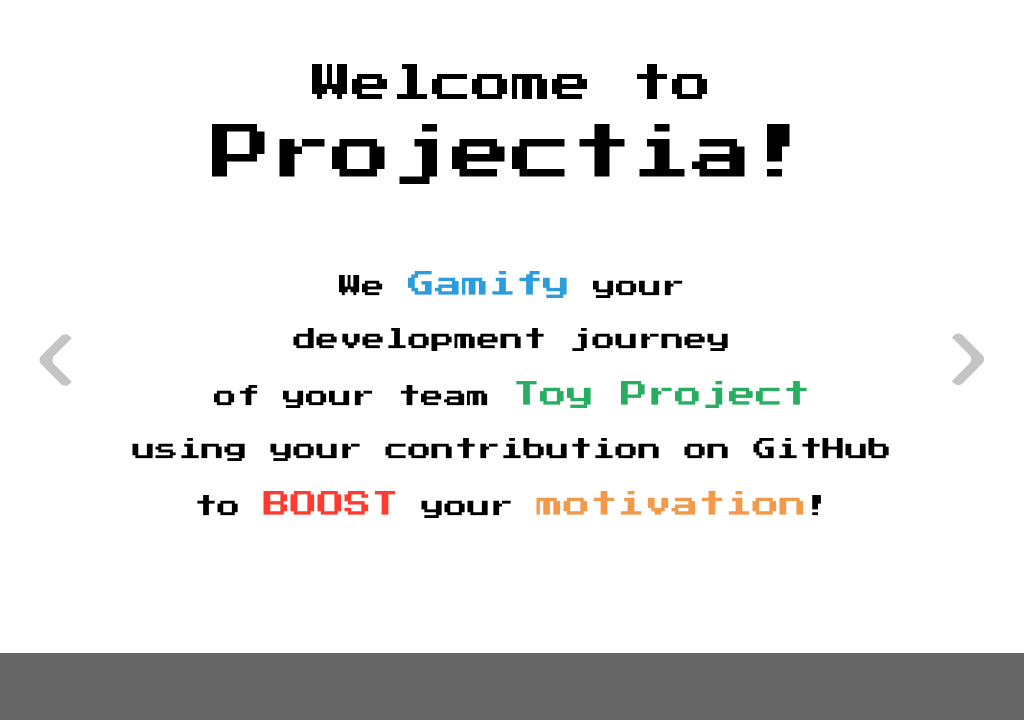 Welcome to
Projectia!
We Gamify your
development journey
of your team Toy Project
using your contribution on GitHub
to BOOST your motivation!